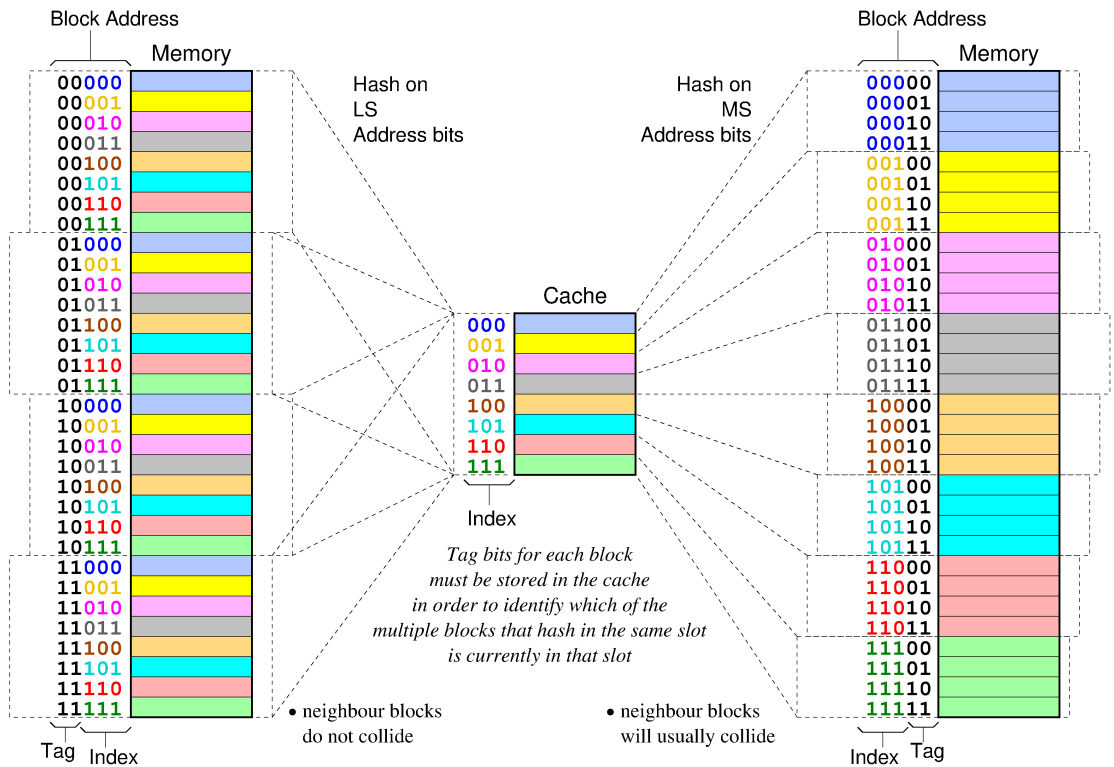 Block Address
Memory
00000
00001
00010
00011
00100
00101
00110
00111
01000
01001
01010
01011
01100
01101
01110
01111
10000
10001
10010
10011
10100
10101
10110
10111
11000
11001
11010
11011
11100
11101
11110
11111
Tag
Index
Hash on
LS
Address bits
Cache
000
001
010
011
100
101
110
111
Index
Tag bits for each block
must be stored in the cache
in order to identify which of the
multiple blocks that hash in the same slot
is currently in that slot
• neighbour blocks
do not collide
Hash on
MS
Address bits
• neighbour blocks
will usually collide
Block Address
Memory
00000
00001
00010
00011
00100
00101
00110
00111
01000
01001
01010
01011
01100
01101
01110
01111
10000
10001
10010
10011
10100
10101
10110
10111
11000
11001
11010
11011
11100
11101
11110
11111
Index
Tag